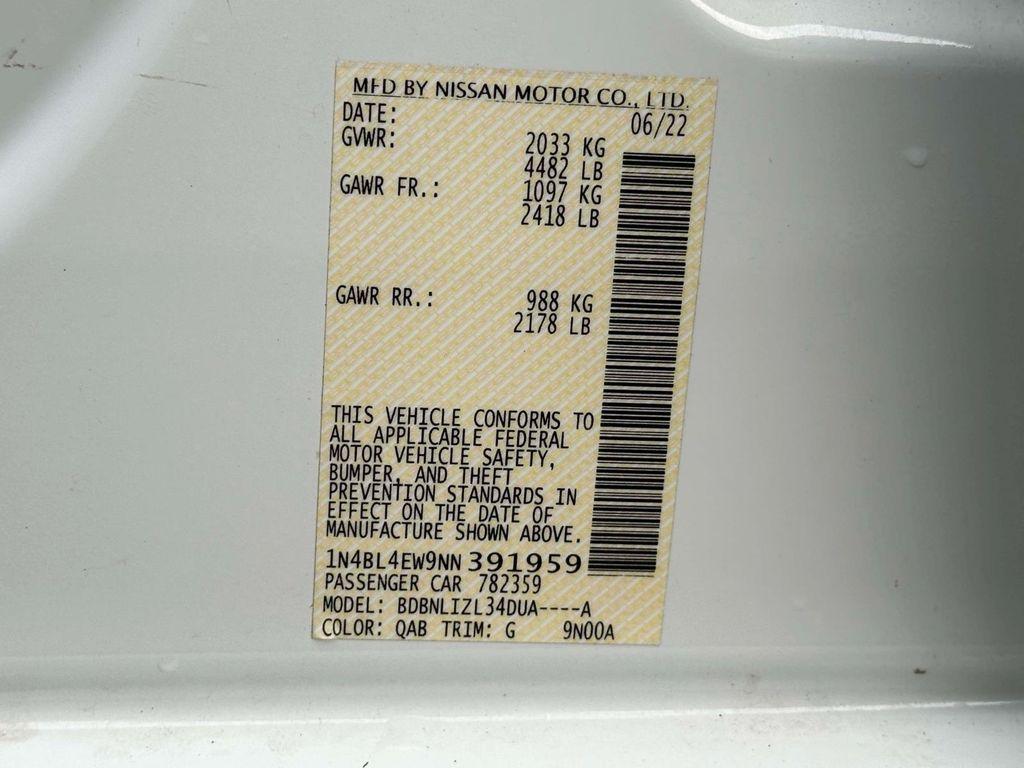 MFD BY NISSAN MOTOR CO., LTD.
DATE: 06/22
GVWR: 2033 KG
4482 LB
GAWR FR.: 1097 KG
2418 LB
GAWR RR.: 988 KG
2178 LB
THIS VEHICLE CONFORMS TO
ALL APPLICABLE FEDERAL
MOTOR VEHICLE SAFETY,
BUMPER, AND THEFT
PREVENTION STANDARDS IN
EFFECT ON THE DATE OF
MANUFACTURE SHOWN ABOVE.
1N4BL4EW9NN391959
PASSENGER CAR 782359
MODEL: BDBNLIZL34DUA----A
COLOR: QAB TRIM: G 9N00A